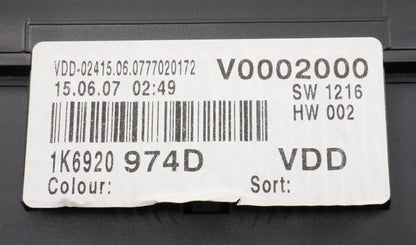 VDD-02415.06.0777020172 V0002000
15.06.07 02:49 SW 1216
HW 002
1K6920 974D VDD
Colour: Sort: